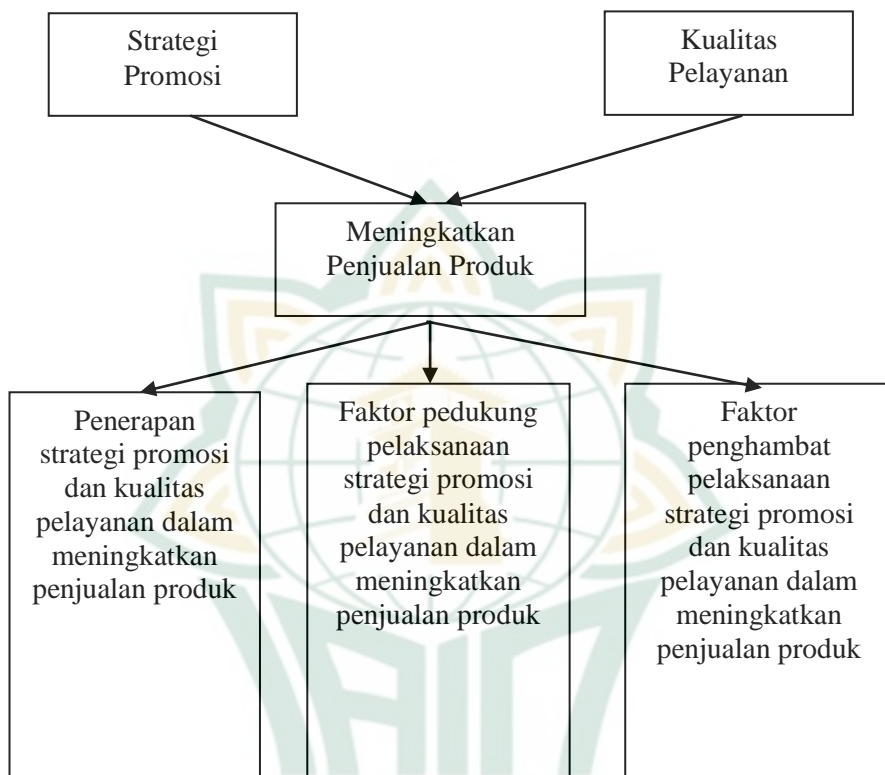 Strategi
Promosi
Kualitas
Pelayanan
Meningkatkan
Penjualan Produk
Penerapan
strategi promosi
dan kualitas
pelayanan dalam
meningkatkan
penjualan produk
Faktor pedukung
pelaksanaan
strategi promosi
dan kualitas
pelayanan dalam
meningkatkan
penjualan produk
Faktor
penghambat
pelaksanaan
strategi promosi
dan kualitas
pelayanan dalam
meningkatkan
penjualan produk